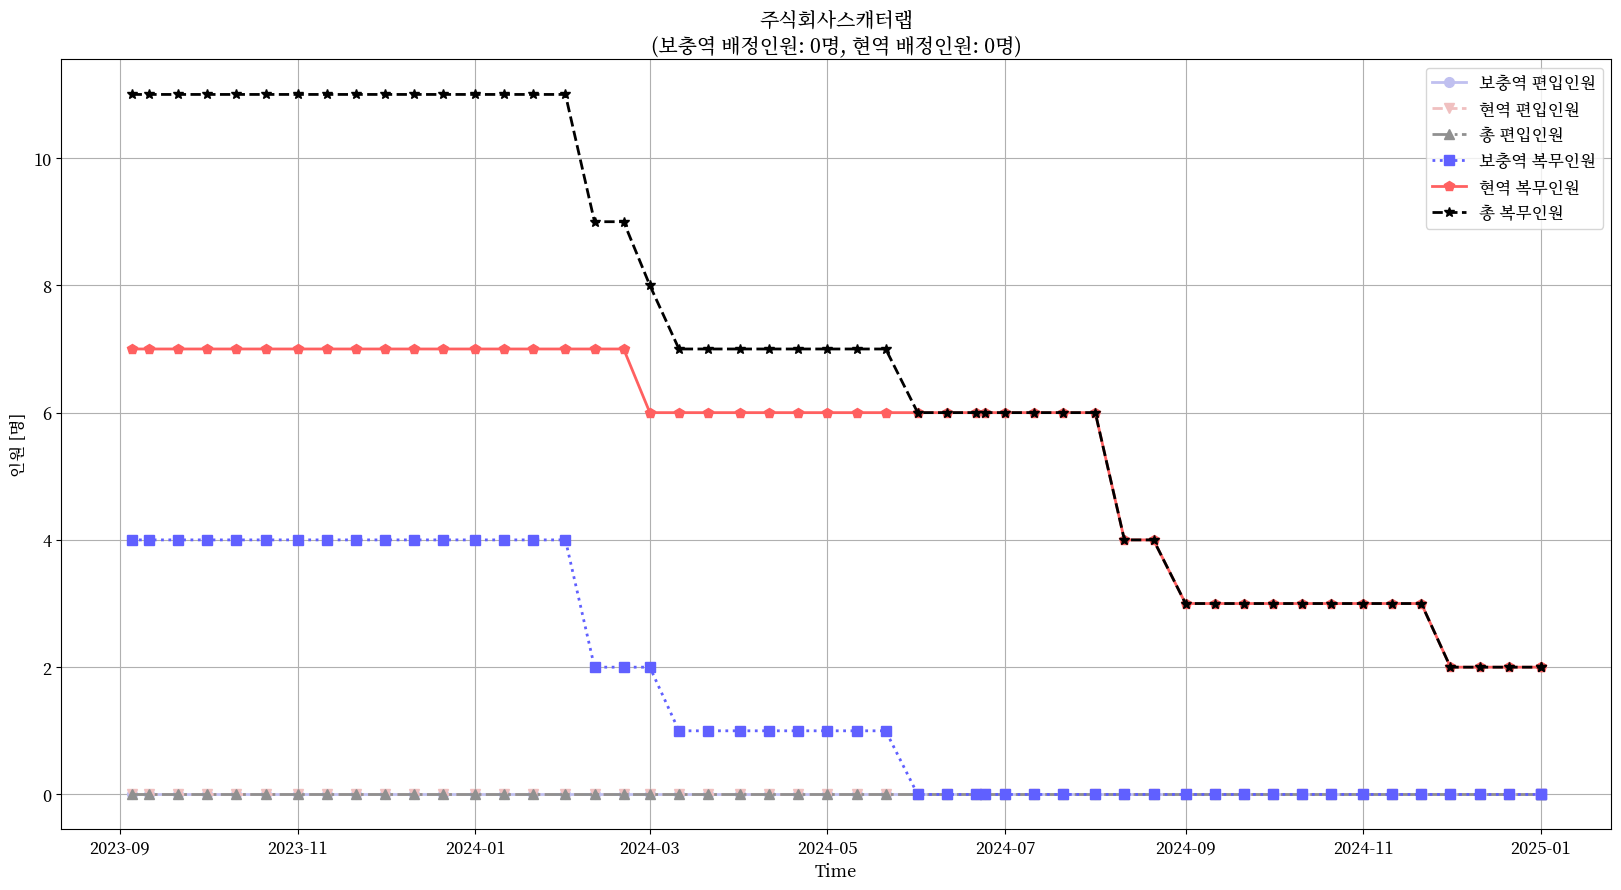 주식회사스캐터랩
(보충역 배정인원: 0명, 현역 배정인원: 0명)
보충역 편입인원
현역 편입인원
총 편입인원
보충역 복무인원
현역 복무인원
총 복무인원
인원 [명]
10
8
6
4
2
0
2023-09
2023-11
2024-01
2024-03
2024-05
2024-07
2024-09
2024-11
2025-01
Time